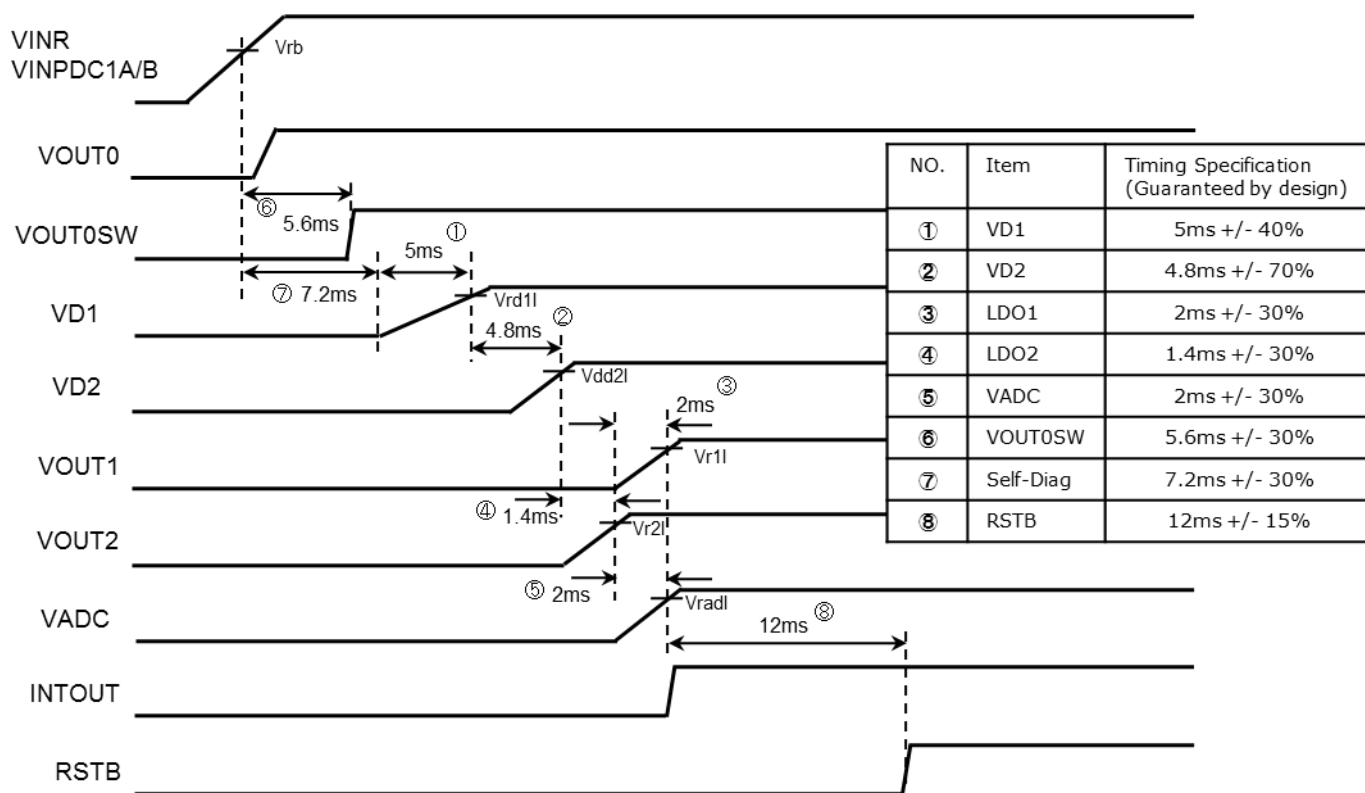 VINR
VINPDC1A/B
Vrb
VOUT0
⑥
5.6ms
VOUT0SW
①
5ms
⑦ 7.2ms
VD1
Vrd1l
②
4.8ms
VD2
Vdd2l
③
2ms
VOUT1
Vr1l
④ 1.4ms
VOUT2
Vr2l
⑤ 2ms
VADC
Vradl
12ms ⑧
INTOUT
RSTB
NO. Item Timing Specification
(Guaranteed by design)
① VD1 5ms +/- 40%
② VD2 4.8ms +/- 70%
③ LDO1 2ms +/- 30%
④ LDO2 1.4ms +/- 30%
⑤ VADC 2ms +/- 30%
⑥ VOUT0SW 5.6ms +/- 30%
⑦ Self-Diag 7.2ms +/- 30%
⑧ RSTB 12ms +/- 15%